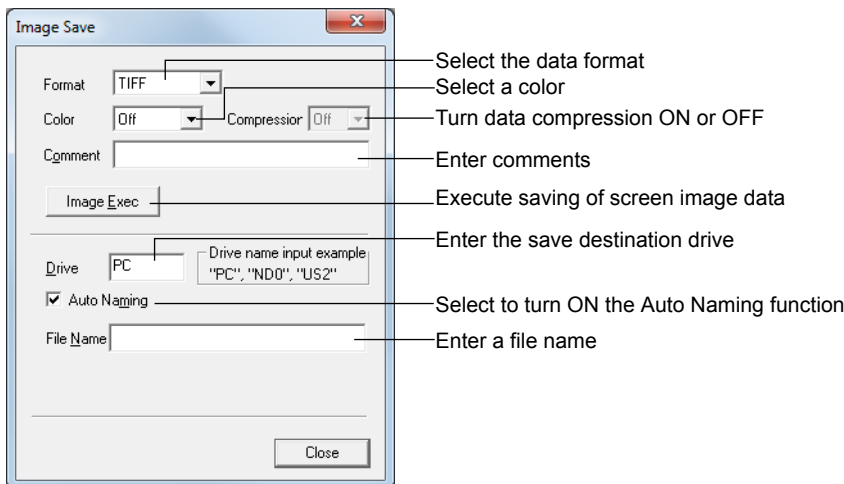 Image Save
Format TIFF
Select the data format
Select a color
Color Off Compressior Off
Turn data compression ON or OFF
Comment
Enter comments
Image Exec
Execute saving of screen image data
Enter the save destination drive
Drive PC
Drive name input example
"PC", "ND0", "US2"
Auto Naming
Select to turn ON the Auto Naming function
File Name
Enter a file name
Close